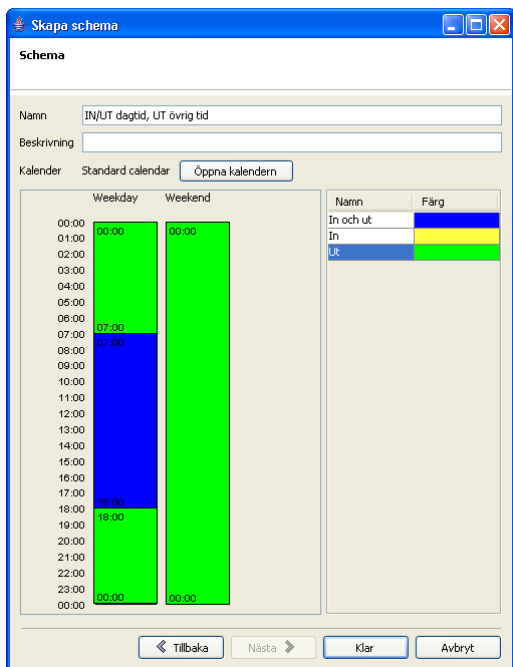 Skapa schema
Schema
Namn IN/UT dagtid, UT övrig tid
Beskrivning
Kalender Standard calendar Öppna kalendern
Weekday Weekend
Namn Färg
In och ut
In
Ut
00:00 00:00 00:00
01:00
02:00
03:00
04:00
05:00
06:00
07:00 07:00
07:00
08:00
09:00
10:00
11:00
12:00
13:00
14:00
15:00
16:00
17:00
18:00 18:00
18:00
19:00
20:00
21:00
22:00
23:00
00:00 00:00 00:00
Tillbaka Nästa Klar Avbryt